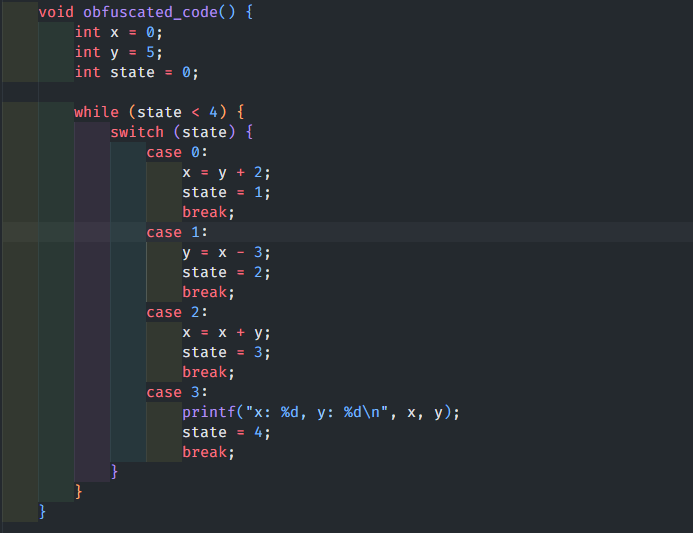 void obfuscated_code() {
    int x = 0;
    int y = 5;
    int state = 0;

    while (state < 4) {
        switch (state) {
            case 0:
                x = y + 2;
                state = 1;
                break;
            case 1:
                y = x - 3;
                state = 2;
                break;
            case 2:
                x = x + y;
                state = 3;
                break;
            case 3:
                printf("x: %d, y: %d\n", x, y);
                state = 4;
                break;
        }
    }
}